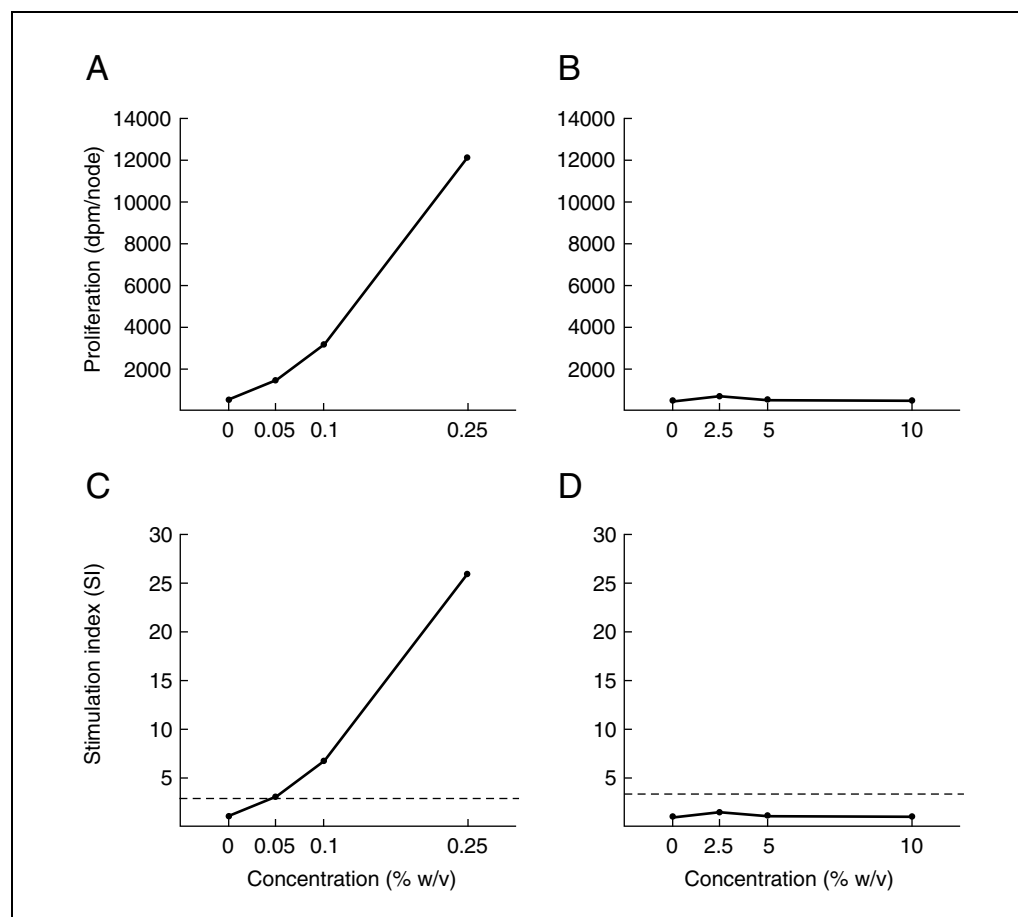 A
14000
12000
10000
8000
6000
4000
2000
Proliferation (dpm/node)
0 0.05 0.1 0.25
B
14000
12000
10000
8000
6000
4000
2000
0 2.5 5 10
C
30
25
20
15
10
5
Stimulation index (SI)
0 0.05 0.1 0.25
Concentration (% w/v)
D
30
25
20
15
10
5
0 2.5 5 10
Concentration (% w/v)